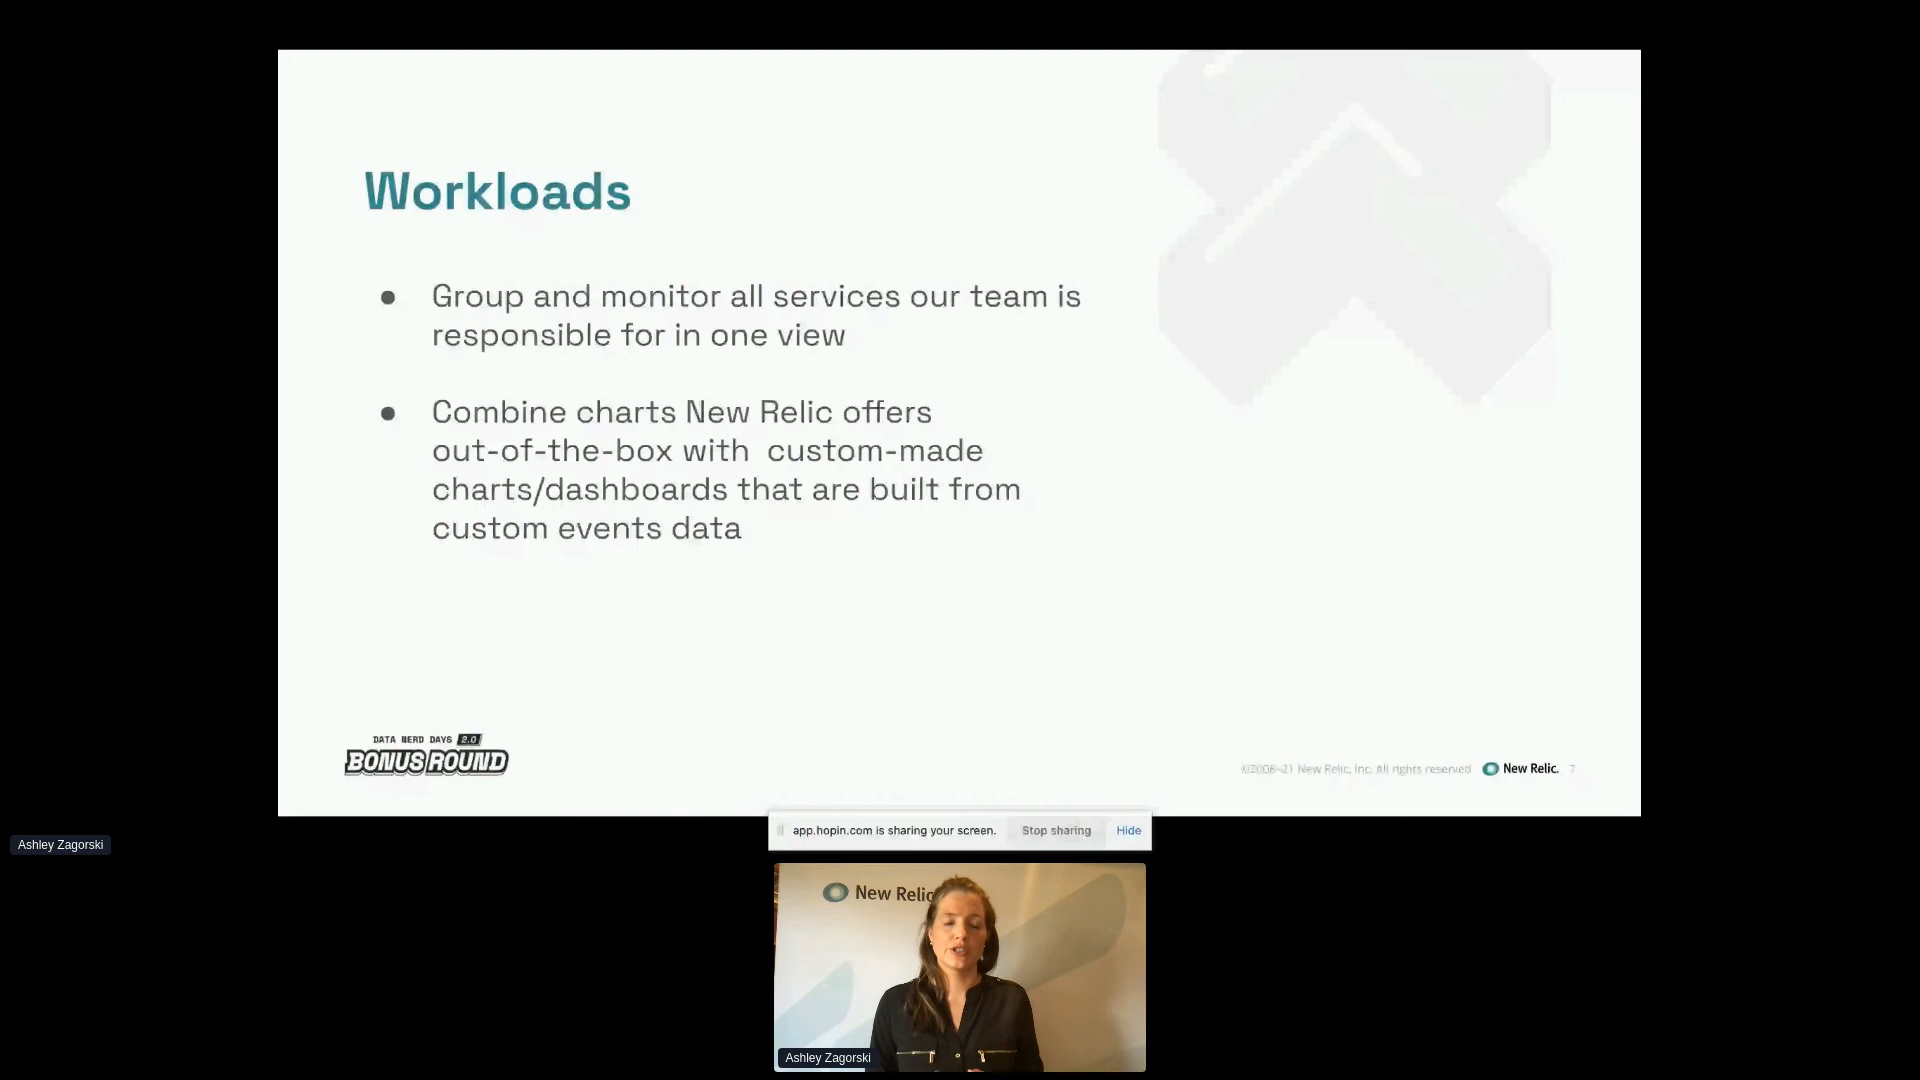 Workloads
● Group and monitor all services our team is
responsible for in one view
● Combine charts New Relic offers
out-of-the-box with custom-made
charts/dashboards that are built from
custom events data
DATA NERD DAYS 2.0
BONUS ROUND
©2008–21 New Relic, Inc. All rights reserved
New Relic.
7
app.hopin.com is sharing your screen.
Stop sharing
Hide
Ashley Zagorski
New Relic
Ashley Zagorski